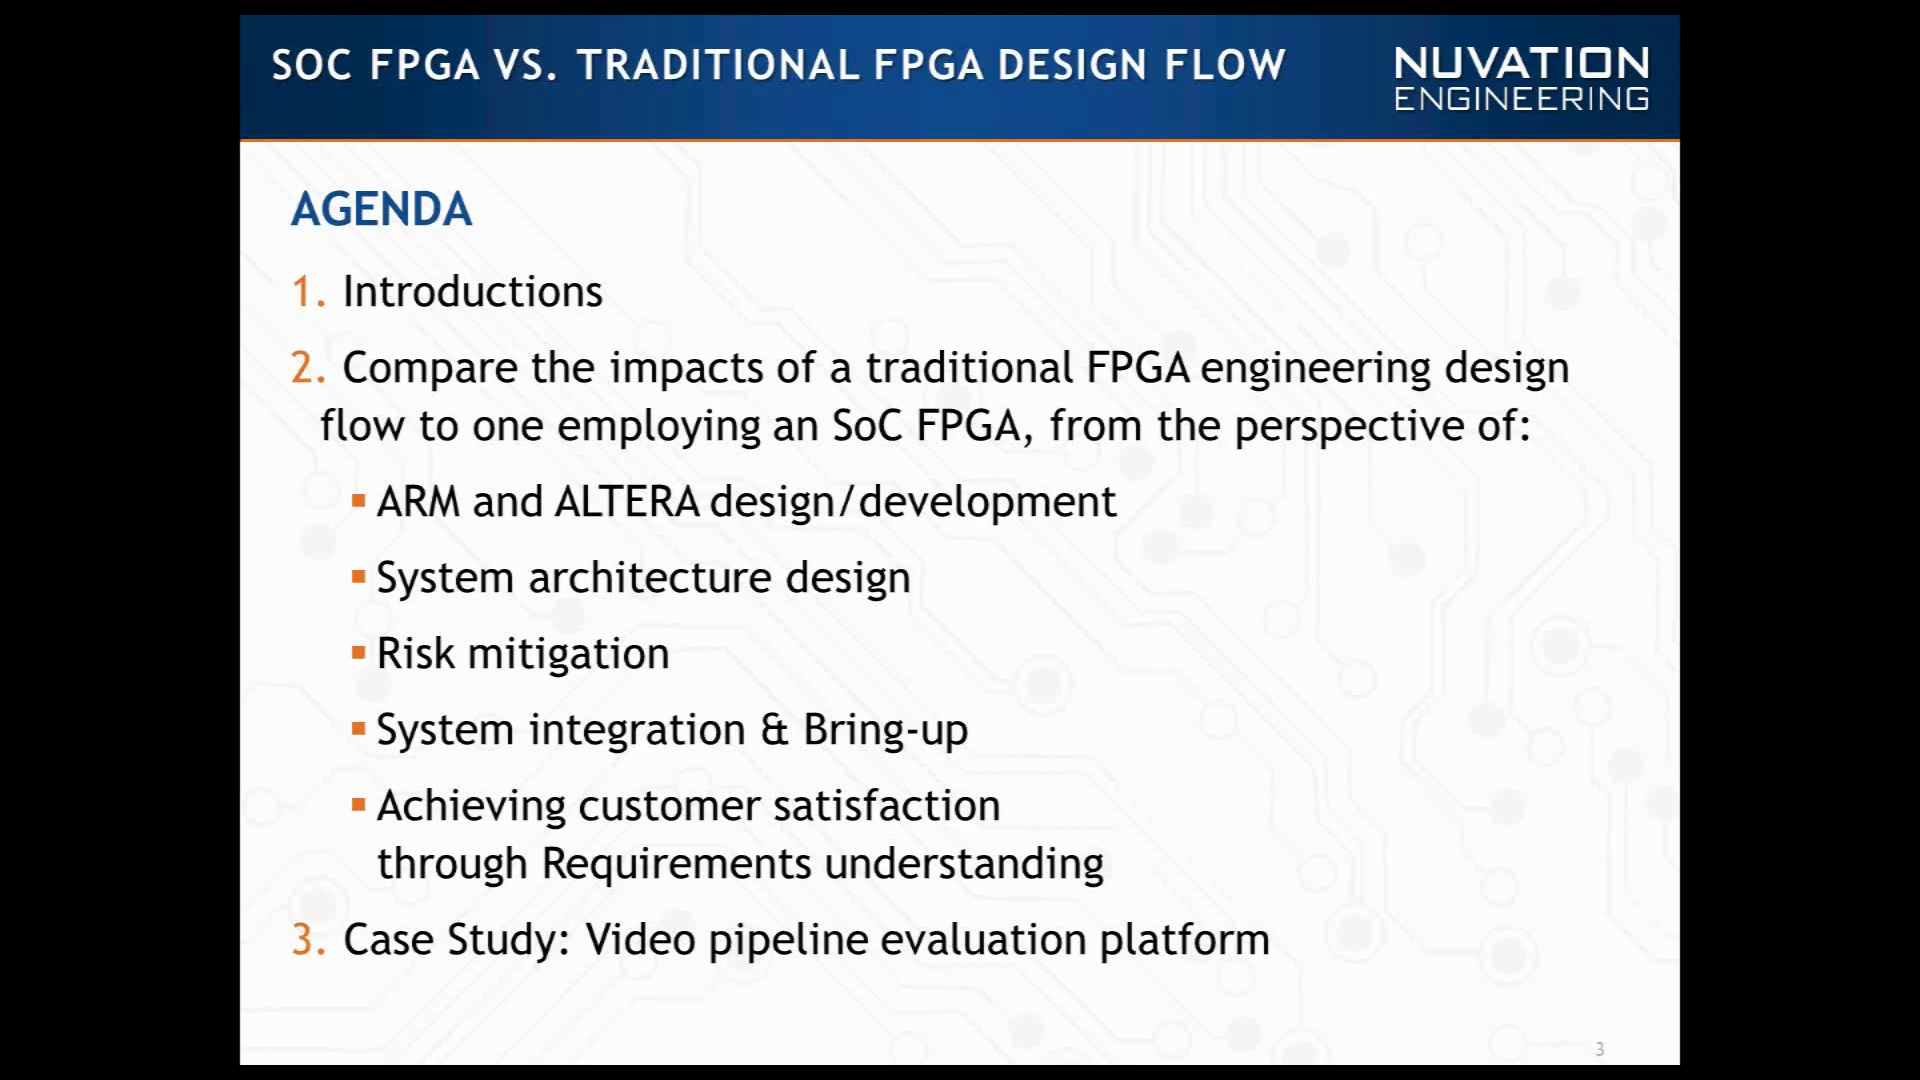 SOC FPGA VS. TRADITIONAL FPGA DESIGN FLOW
NUVATION
ENGINEERING
AGENDA
1. Introductions
2. Compare the impacts of a traditional FPGA engineering design
flow to one employing an SoC FPGA, from the perspective of:
▪ ARM and ALTERA design/development
▪ System architecture design
▪ Risk mitigation
▪ System integration & Bring-up
▪ Achieving customer satisfaction
through Requirements understanding
3. Case Study: Video pipeline evaluation platform
3